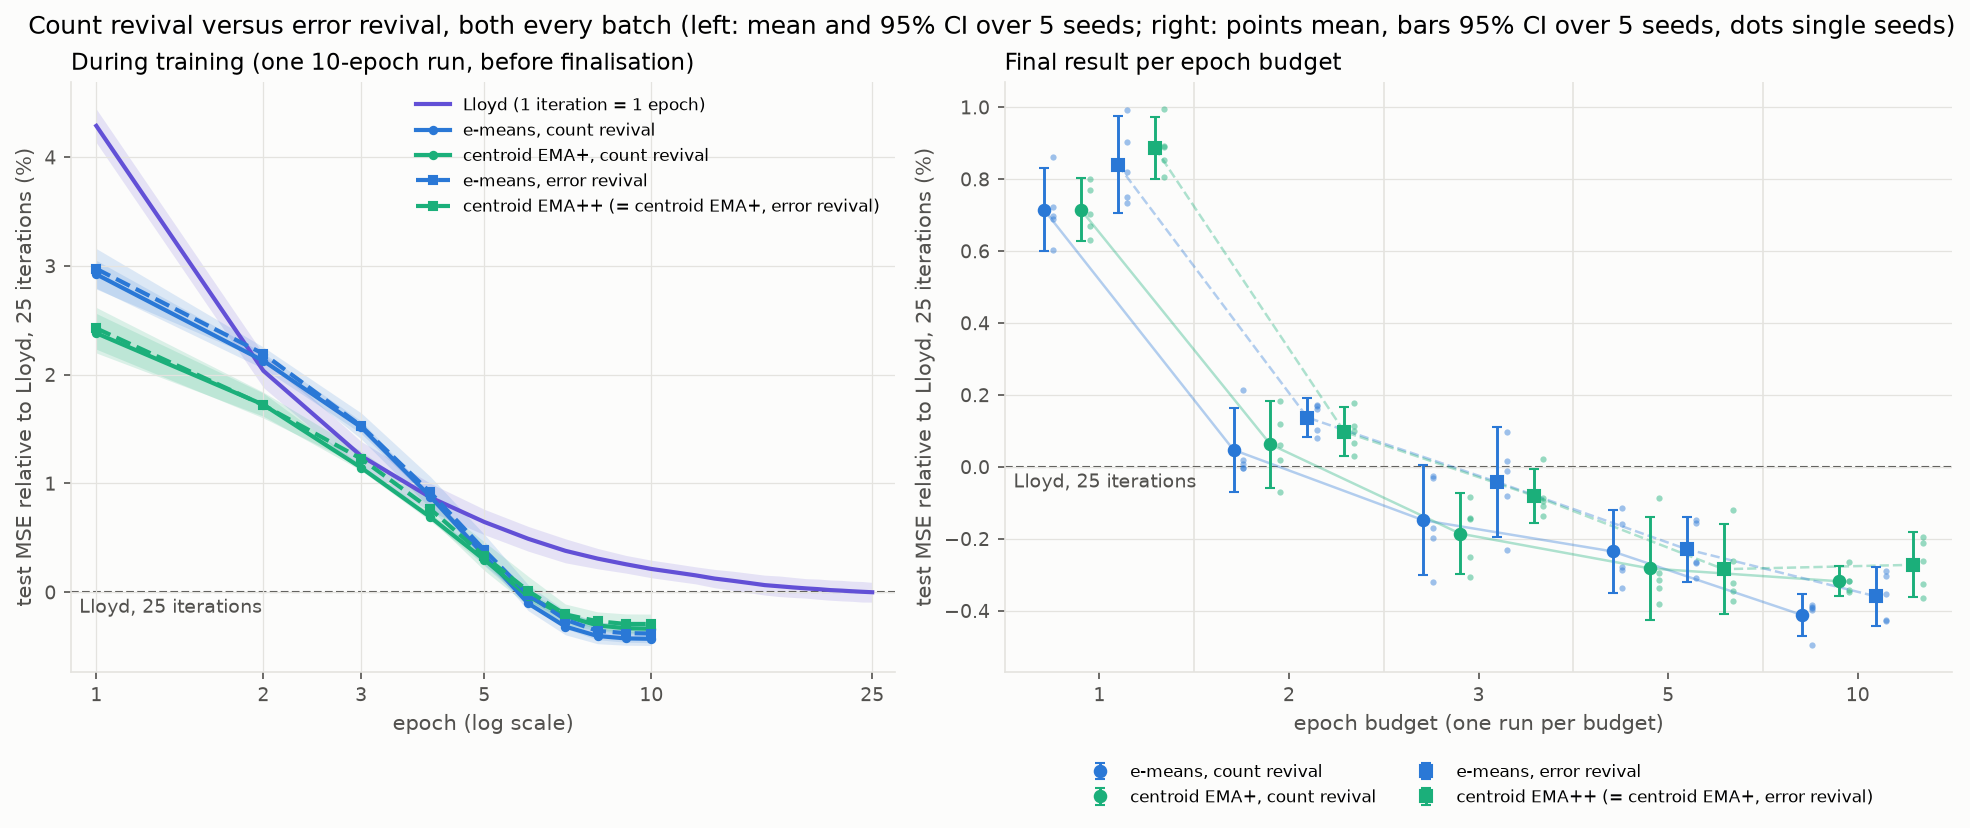 Count revival versus error revival, both every batch (left: mean and 95% CI over 5 seeds; right: points mean, bars 95% CI over 5 seeds, dots single seeds)
During training (one 10-epoch run, before finalisation)
Lloyd (1 iteration = 1 epoch)
e-means, count revival
centroid EMA+, count revival
e-means, error revival
centroid EMA++ (= centroid EMA+, error revival)
test MSE relative to Lloyd, 25 iterations (%)
4
3
2
1
0
Lloyd, 25 iterations
1
2
3
5
10
25
epoch (log scale)
Final result per epoch budget
test MSE relative to Lloyd, 25 iterations (%)
1.0
0.8
0.6
0.4
0.2
0.0
−0.2
−0.4
Lloyd, 25 iterations
1
2
3
5
10
epoch budget (one run per budget)
e-means, count revival
centroid EMA+, count revival
e-means, error revival
centroid EMA++ (= centroid EMA+, error revival)